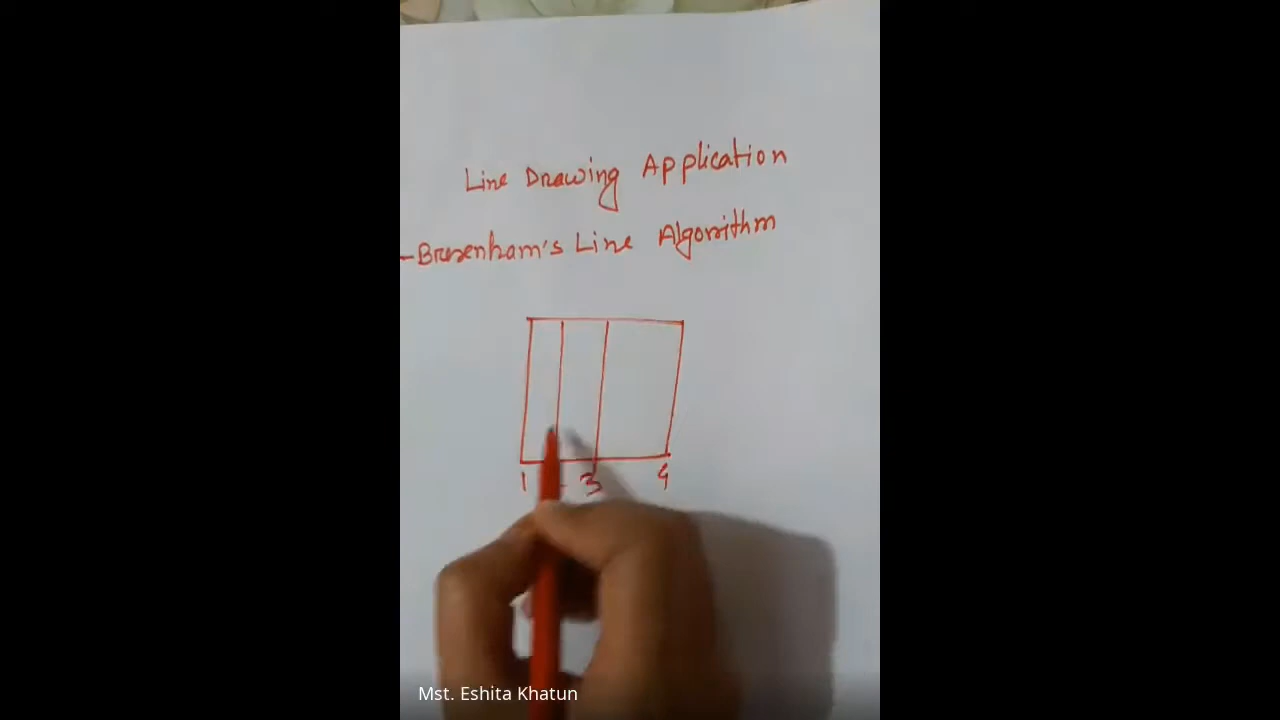 Line Drawing Application
-Bresenham's Line Algorithm
1 3 4
Mst. Eshita Khatun